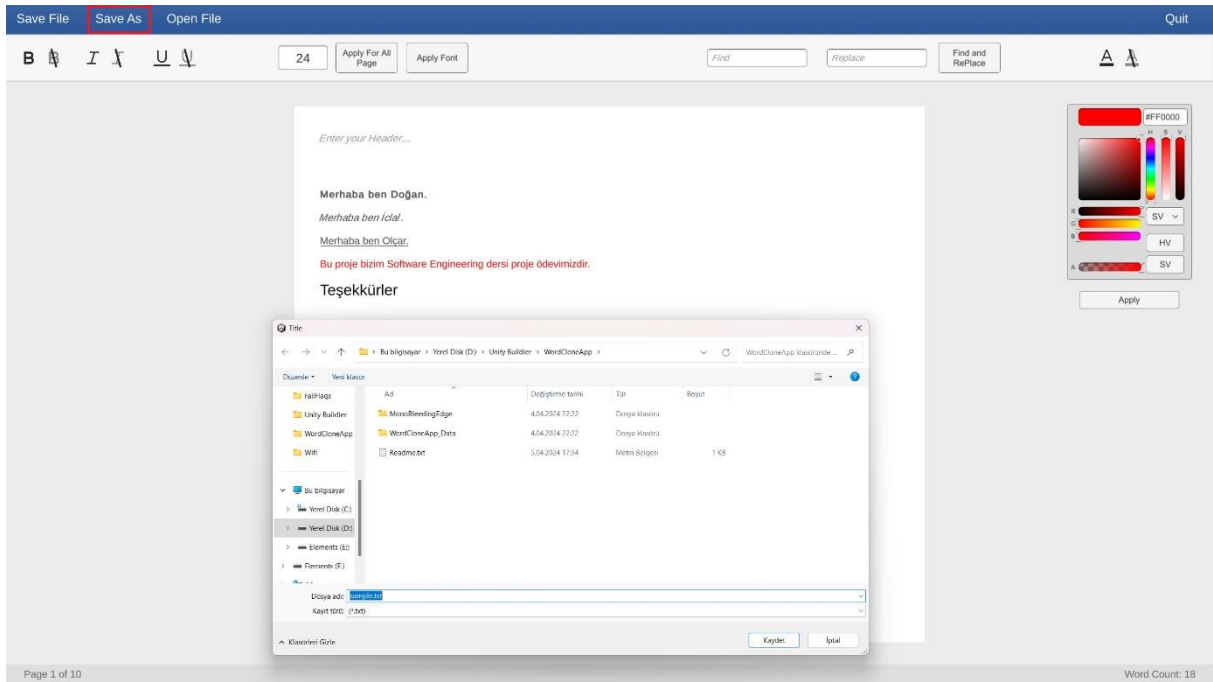 Save File Save As Open File Quit
B B I I U U 24 Apply For All Page Apply Font Find Replace Find and RePlace A A
#FF0000
H S V
Enter your Header...
Merhaba ben Doğan.
Merhaba ben İclal.
Merhaba ben Olçar.
Bu proje bizim Software Engineering dersi proje ödevimizdir.
Teşekkürler
R
G
B
A
SV
HV
SV
Apply
Title
Bu bilgisayar Yerel Disk (D:) Unity Buildler WordCloneApp
WordCloneApp klasöründe ...
Düzenle Yeni klasör
Ad Değiştirme tarihi Tür Boyut
FallFlags
Unity Buildler
WordCloneApp
Wifi
MonoBleedingEdge 4.04.2024 22:22 Dosya klasörü
WordCloneApp_Data 4.04.2024 22:22 Dosya klasörü
Readme.txt 5.04.2024 17:34 Metin Belgesi 1 KB
Bu bilgisayar
Yerel Disk (C:)
Yerel Disk (D:)
Elements (E:)
Elements (F:)
Dosya adı: sample.txt
Kayıt türü: (*.txt)
Klasörleri Gizle
Kaydet İptal
Page 1 of 10 Word Count: 18